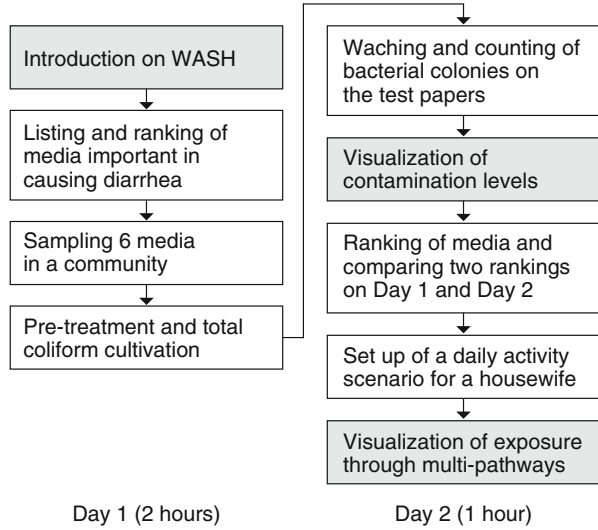 Introduction on WASH
Listing and ranking of
media important in
causing diarrhea
Sampling 6 media
in a community
Pre-treatment and total
coliform cultivation
Day 1 (2 hours)
Waching and counting of
bacterial colonies on
the test papers
Visualization of
contamination levels
Ranking of media and
comparing two rankings
on Day 1 and Day 2
Set up of a daily activity
scenario for a housewife
Visualization of exposure
through multi-pathways
Day 2 (1 hour)